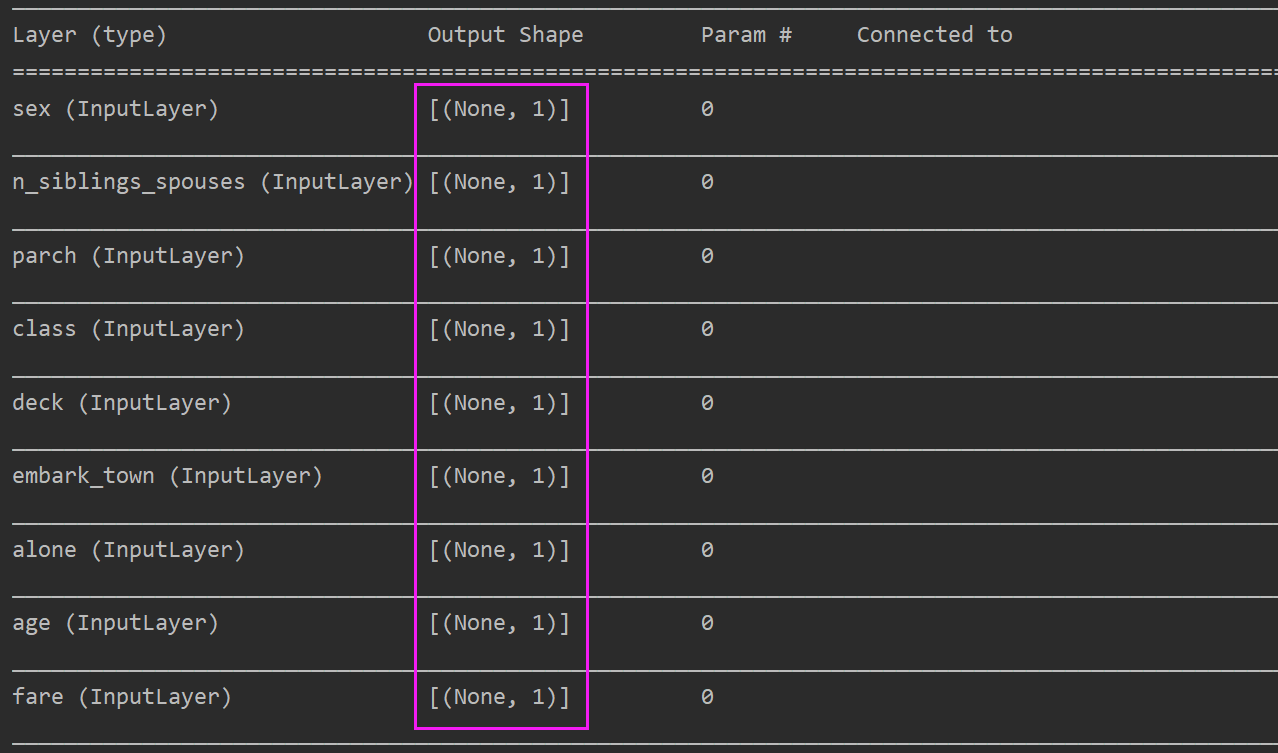 Layer (type) Output Shape Param # Connected to
==================================================================================================
sex (InputLayer) [(None, 1)] 0
n_siblings_spouses (InputLayer) [(None, 1)] 0
parch (InputLayer) [(None, 1)] 0
class (InputLayer) [(None, 1)] 0
deck (InputLayer) [(None, 1)] 0
embark_town (InputLayer) [(None, 1)] 0
alone (InputLayer) [(None, 1)] 0
age (InputLayer) [(None, 1)] 0
fare (InputLayer) [(None, 1)] 0